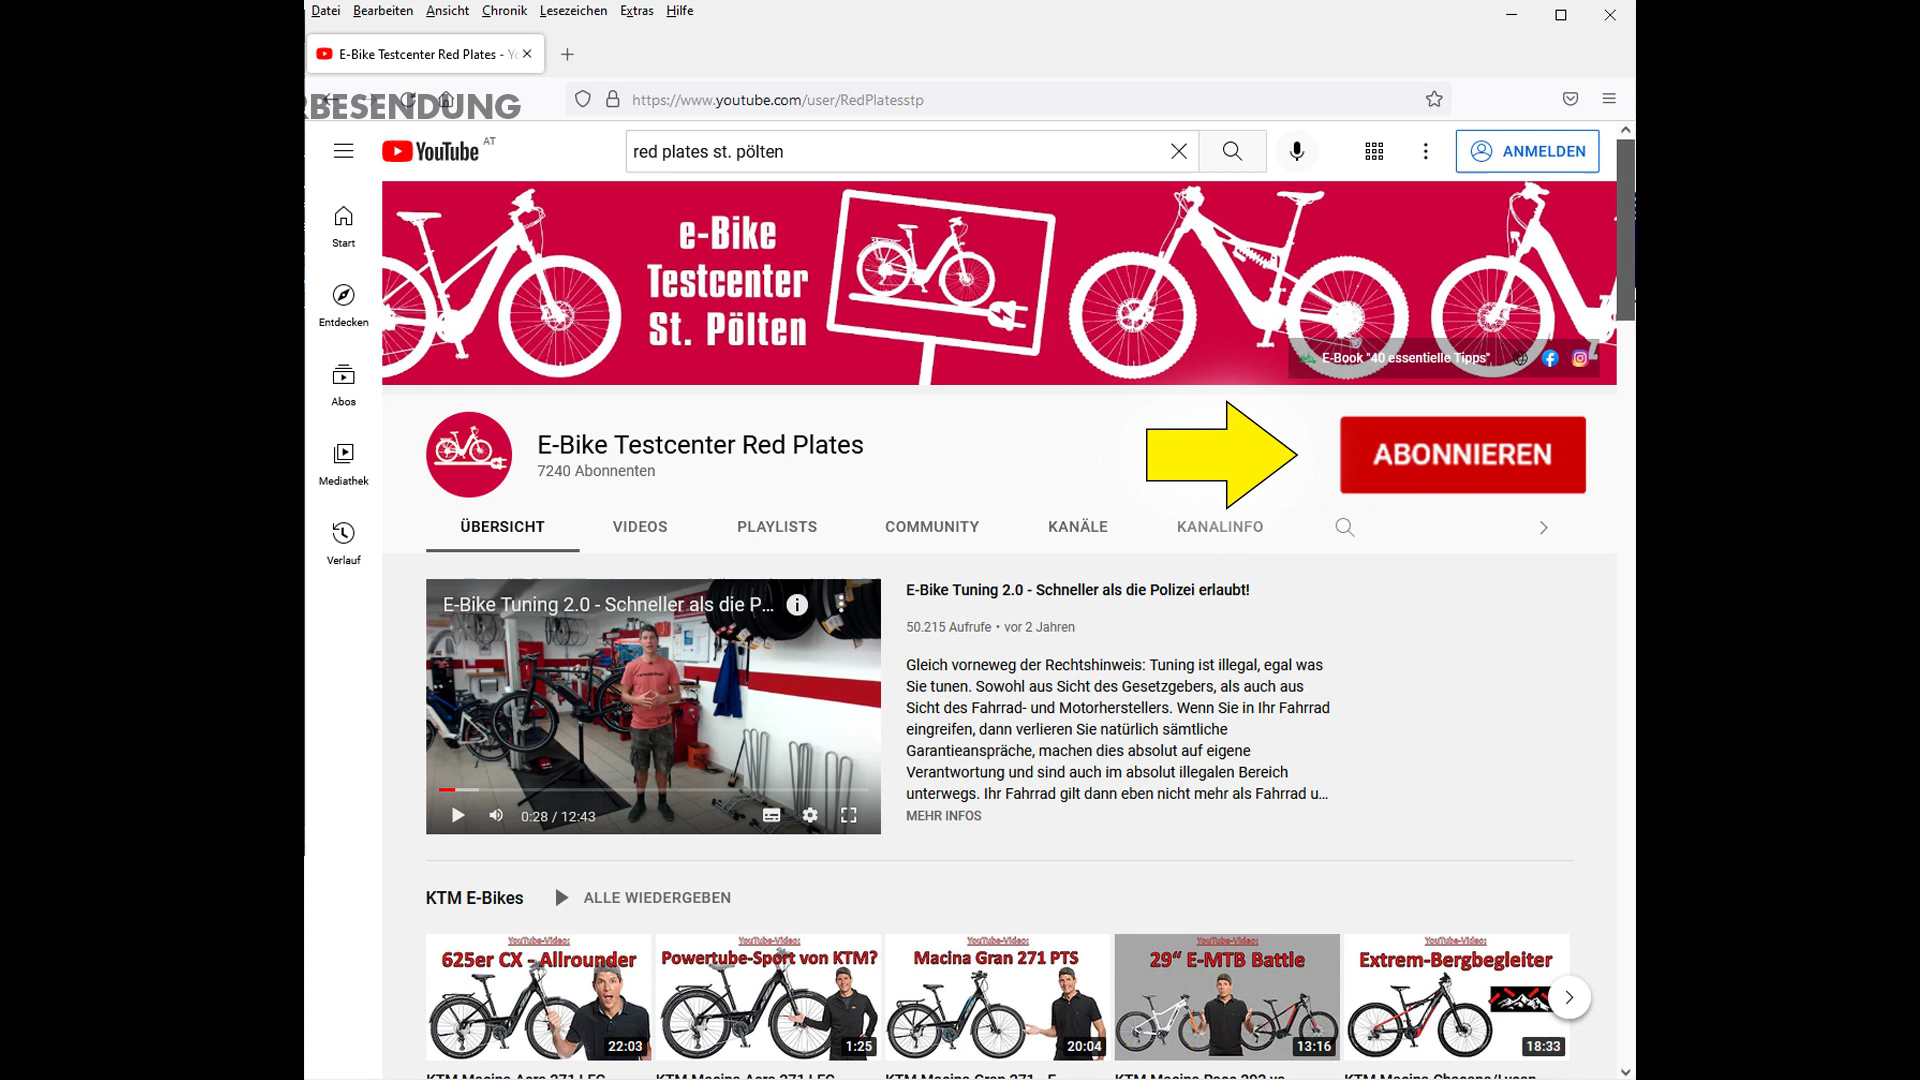 Datei Bearbeiten Ansicht Chronik Lesezeichen Extras Hilfe
E-Bike Testcenter Red Plates -
BESENDUNG
https://www.youtube.com/user/RedPlatesstp
YouTube AT
red plates st. pölten
ANMELDEN
Start
Entdecken
Abos
Mediathek
Verlauf
e-Bike
Testcenter
St. Pölten
E-Book "40 essentielle Tipps"
E-Bike Testcenter Red Plates
7240 Abonnenten
ABONNIEREN
ÜBERSICHT VIDEOS PLAYLISTS COMMUNITY KANÄLE KANALINFO
E-Bike Tuning 2.0 - Schneller als die P...
0:28 / 12:43
E-Bike Tuning 2.0 - Schneller als die Polizei erlaubt!
50.215 Aufrufe • vor 2 Jahren
Gleich vorneweg der Rechtshinweis: Tuning ist illegal, egal was
Sie tunen. Sowohl aus Sicht des Gesetzgebers, als auch aus
Sicht des Fahrrad- und Motorherstellers. Wenn Sie in Ihr Fahrrad
eingreifen, dann verlieren Sie natürlich sämtliche
Garantieanspräche, machen dies absolut auf eigene
Verantwortung und sind auch im absolut illegalen Bereich
unterwegs. Ihr Fahrrad gilt dann eben nicht mehr als Fahrrad u...
MEHR INFOS
KTM E-Bikes ALLE WIEDERGEBEN
YouTube-Video:
625er CX - Allrounder
22:03
YouTube-Video:
Powertube-Sport von KTM?
1:25
YouTube-Video:
Macina Gran 271 PTS
20:04
YouTube-Video:
29“ E-MTB Battle
13:16
YouTube-Video:
Extrem-Bergbegleiter
18:33